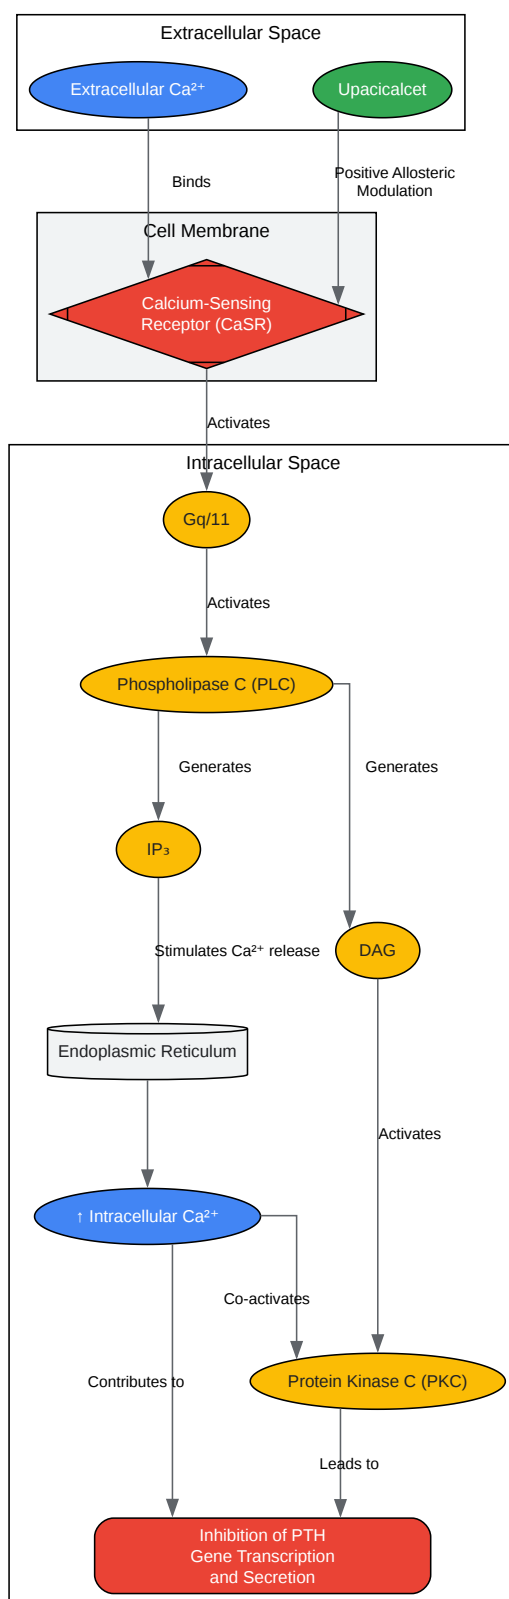 Extracellular Space
Extracellular Ca²⁺
Upacicalcet
Binds
Positive Allosteric
Modulation
Cell Membrane
Calcium-Sensing
Receptor (CaSR)
Activates
Intracellular Space
Gq/11
Activates
Phospholipase C (PLC)
Generates
Generates
IP₃
Stimulates Ca²⁺ release
DAG
Endoplasmic Reticulum
Activates
↑ Intracellular Ca²⁺
Co-activates
Contributes to
Protein Kinase C (PKC)
Leads to
Inhibition of PTH
Gene Transcription
and Secretion